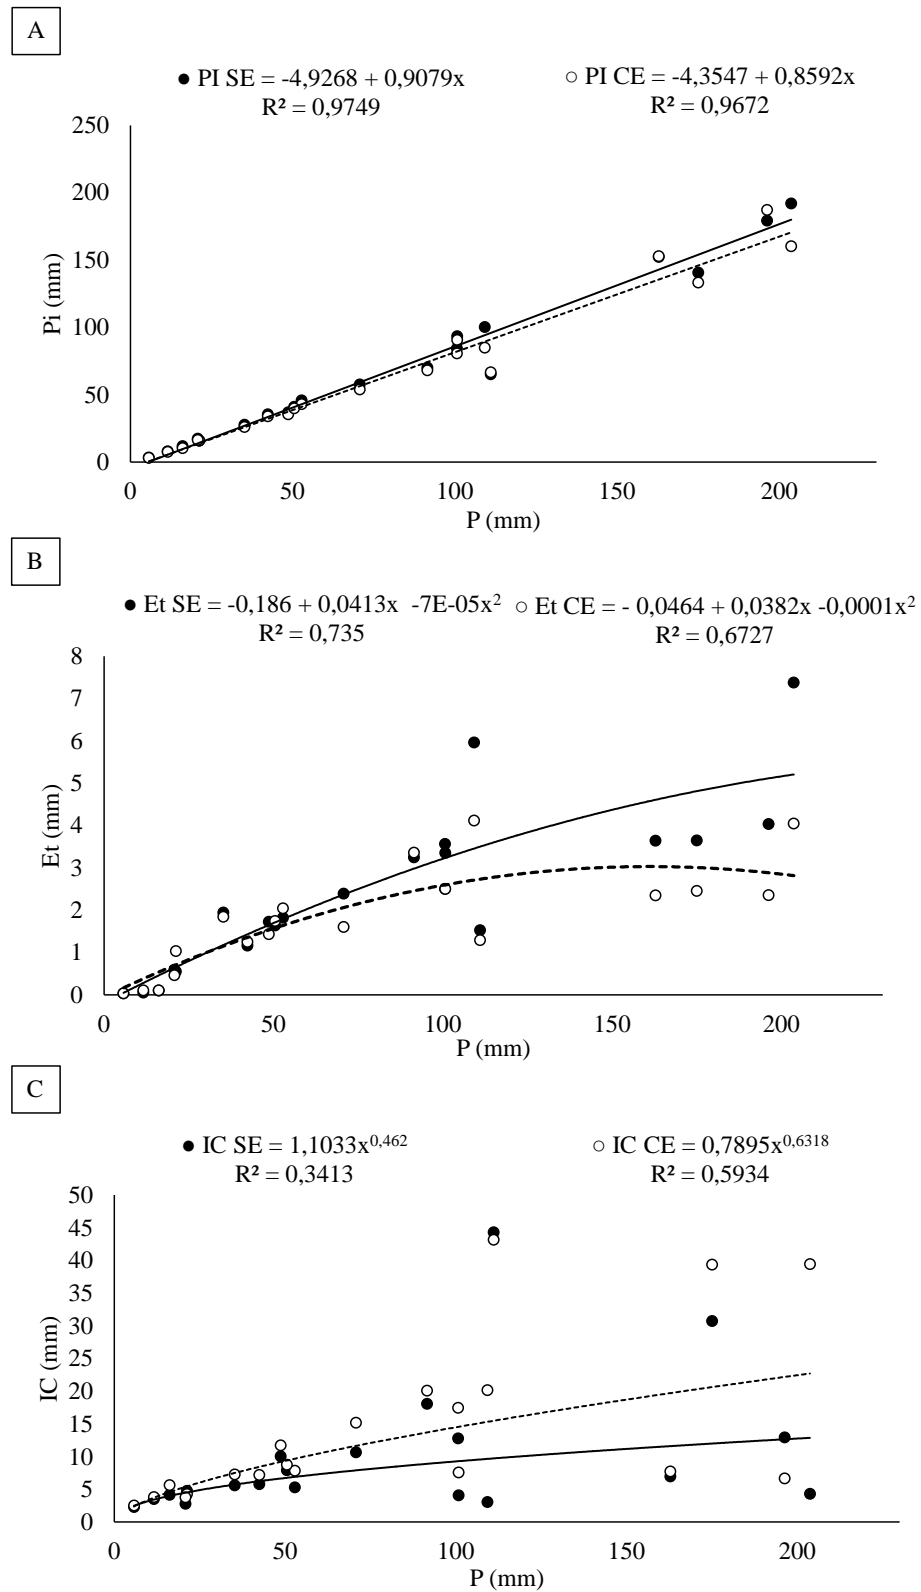 A
PI SE = -4,9268 + 0,9079x
PI CE = -4,3547 + 0,8592x
R² = 0,9749
R² = 0,9672
250
200
150
100
50
0
Pi (mm)
0 50 100 150 200
P (mm)
B
Et SE = -0,186 + 0,0413x -7E-05x²
Et CE = - 0,0464 + 0,0382x -0,0001x²
R² = 0,735
R² = 0,6727
8
7
6
5
4
3
2
1
0
Et (mm)
0 50 100 150 200
P (mm)
C
IC SE = 1,1033x⁰,⁴⁶²
IC CE = 0,7895x⁰,⁶³¹⁸
R² = 0,3413
R² = 0,5934
50
45
40
35
30
25
20
15
10
5
0
IC (mm)
0 50 100 150 200
P (mm)